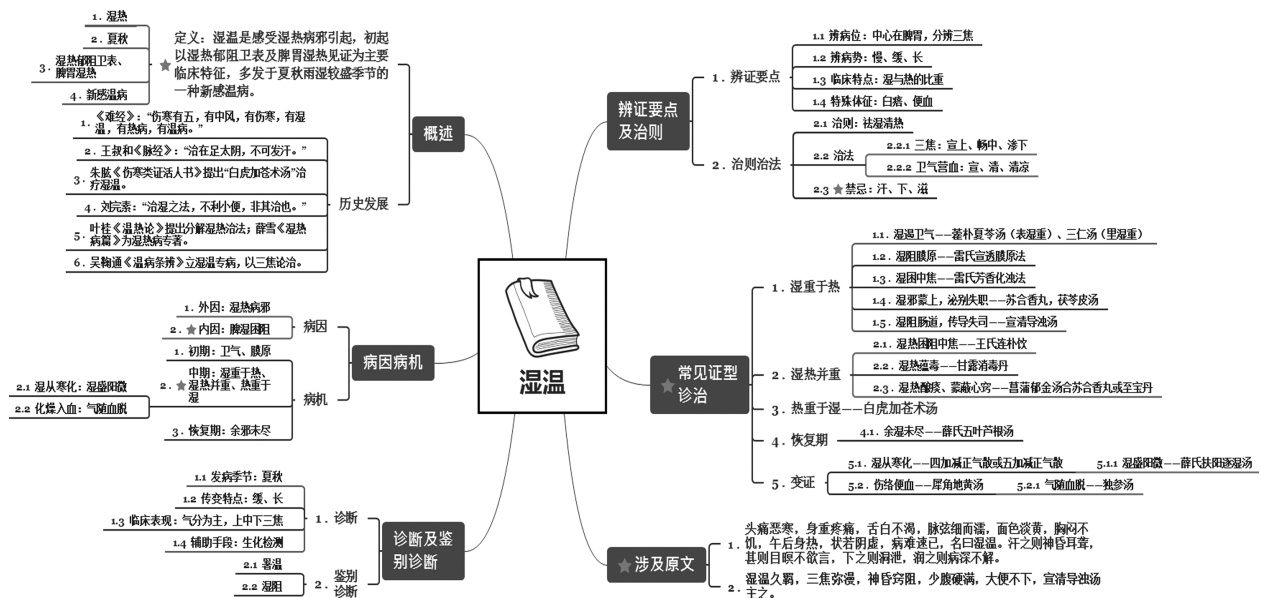 湿温
概述
定义：湿温是感受湿热病邪引起，初起
以湿热郁阻卫表及脾胃湿热见证为主要
临床特征，多发于夏秋雨湿较盛季节的
一种新感温病。
1. 湿热
2. 夏秋
3. 湿热郁阻卫表、
脾胃湿热
4. 新感温病
历史发展
1. 《难经》：“伤寒有五，有中风，有伤寒，有湿
温，有热病，有温病。”
2. 王叔和《脉经》：“治在足太阴，不可发汗。”
3. 朱肱《伤寒类证活人书》提出“白虎加苍术汤”治
疗湿温。
4. 刘完素：“治湿之法，不利小便，非其治也。”
5. 叶桂《温热论》提出分解湿热治法；薛雪《湿热
病篇》为湿热病专著。
6. 吴鞠通《温病条辨》立湿温专病，以三焦论治。
病因病机
病因
1. 外因：湿热病邪
2. 内因：脾湿困阻
病机
1. 初期：卫气、膜原
2. 中期：湿重于热、
湿热并重、热重于
湿
2.1 湿从寒化：湿盛阳微
2.2 化燥入血：气随血脱
3. 恢复期：余邪未尽
诊断及鉴
别诊断
1. 诊断
1.1 发病季节：夏秋
1.2 传变特点：缓、长
1.3 临床表现：气分为主，上中下三焦
1.4 辅助手段：生化检测
2. 鉴别
诊断
2.1 暑温
2.2 湿阻
辨证要点
及治则
1. 辨证要点
1.1 辨病位：中心在脾胃，分辨三焦
1.2 辨病势：慢、缓、长
1.3 临床特点：湿与热的比重
1.4 特殊体征：白㾦、便血
2. 治则治法
2.1 治则：祛湿清热
2.2 治法
2.2.1 三焦：宣上、畅中、渗下
2.2.2 卫气营血：宣、清、清凉
2.3 禁忌：汗、下、滋
常见证型
诊治
1. 湿重于热
1.1. 湿遏卫气——藿朴夏苓汤（表湿重）、三仁汤（里湿重）
1.2. 湿阻膜原——雷氏宣透膜原法
1.3. 湿困中焦——雷氏芳香化浊法
1.4. 湿邪蒙上，泌别失职——苏合香丸，茯苓皮汤
1.5. 湿阻肠道，传导失司——宣清导浊汤
2. 湿热并重
2.1. 湿热困阻中焦——王氏连朴饮
2.2. 湿热蕴毒——甘露消毒丹
2.3. 湿热酿痰、蒙蔽心窍——菖蒲郁金汤合苏合香丸或至宝丹
3. 热重于湿——白虎加苍术汤
4. 恢复期
4.1. 余湿未尽——薛氏五叶芦根汤
5. 变证
5.1. 湿从寒化——四加减正气散或五加减正气散
5.1.1 湿盛阳微——薛氏扶阳逐湿汤
5.2. 伤络便血——犀角地黄汤
5.2.1 气随血脱——独参汤
涉及原文
1. 头痛恶寒，身重疼痛，舌白不渴，脉弦细而濡，面色淡黄，胸闷不
饥，午后身热，状若阴虚，病难速已，名曰湿温。汗之则神昏耳聋，
甚则目瞑不欲言，下之则洞泄，润之则病深不解。
2. 湿温久羁，三焦弥漫，神昏窍阻，少腹硬满，大便不下，宣清导浊汤
主之。